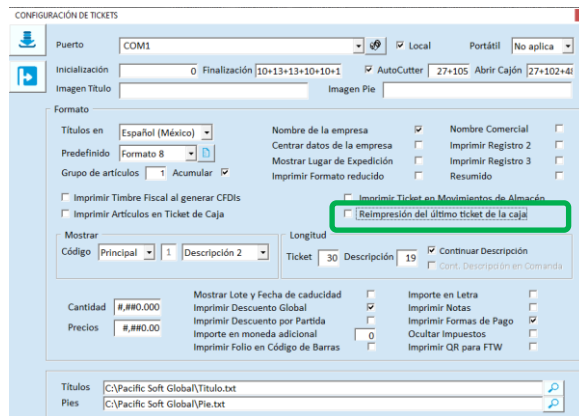 CONFIGURACIÓN DE TICKETS
Puerto COM1 Local Portátil No aplica
Inicialización 0 Finalización 10+13+13+10+10+1 AutoCutter 27+105 Abrir Cajón 27+102+48
Imagen Título Imagen Pie
Formato
Títulos en Español (México) Nombre de la empresa Nombre Comercial
Centrar datos de la empresa Imprimir Registro 2
Predefinido Formato 8 Mostrar Lugar de Expedición Imprimir Registro 3
Grupo de artículos 1 Acumular Imprimir Formato reducido Resumido
Imprimir Timbre Fiscal al generar CFDIs Imprimir Ticket en Movimientos de Almacén
Imprimir Artículos en Ticket de Caja Reimpresión del último ticket de la caja
Mostrar Longitud
Código Principal 1 Descripción 2 Ticket 30 Descripción 19 Continuar Descripción
Cont. Descripción en Comanda
Mostrar Lote y Fecha de caducidad Importe en Letra
Cantidad #,##0.000 Imprimir Descuento Global Imprimir Notas
Imprimir Descuento por Partida Imprimir Formas de Pago
Precios #,##0.00 Importe en moneda adicional 0 Ocultar Impuestos
Imprimir Folio en Código de Barras Imprimir QR para FTW
Títulos C:\Pacific Soft Global\Titulo.txt
Pies C:\Pacific Soft Global\Pie.txt